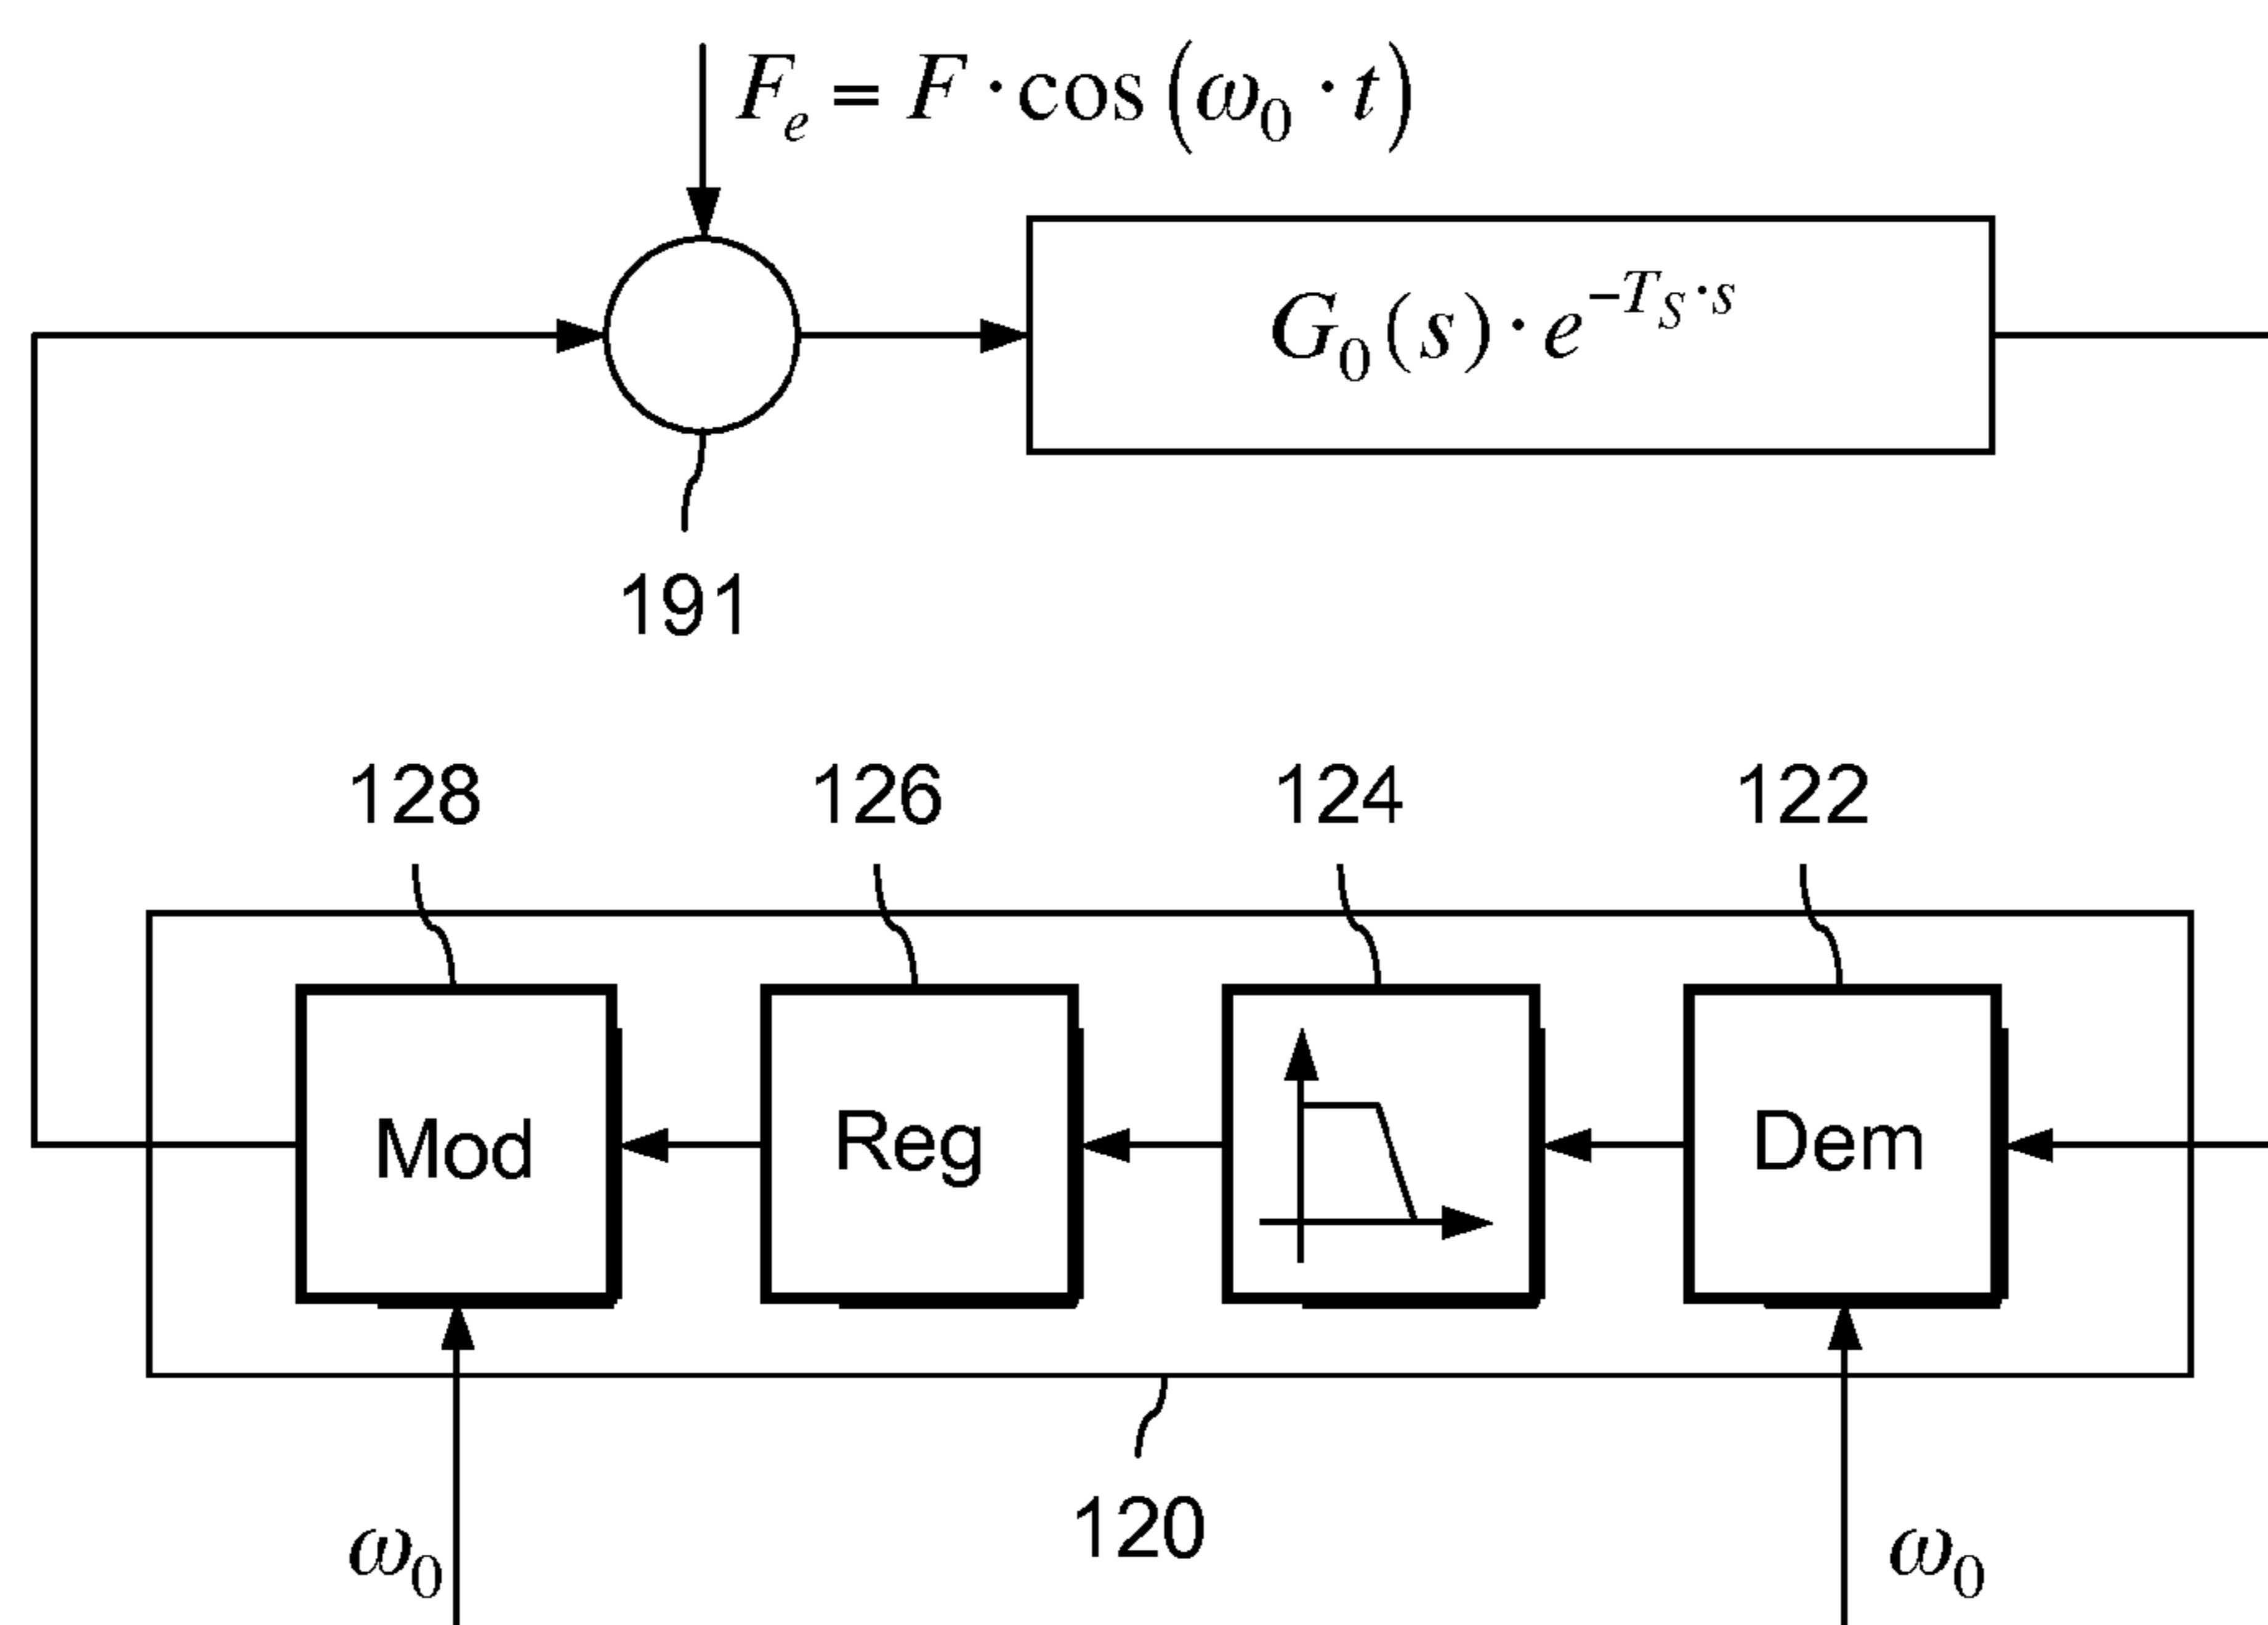 F_e = F · cos(ω_0 · t)
G_0(s) · e^{-T_S · s}
191
128 126 124 122
Mod Reg Dem
120
ω_0 ω_0